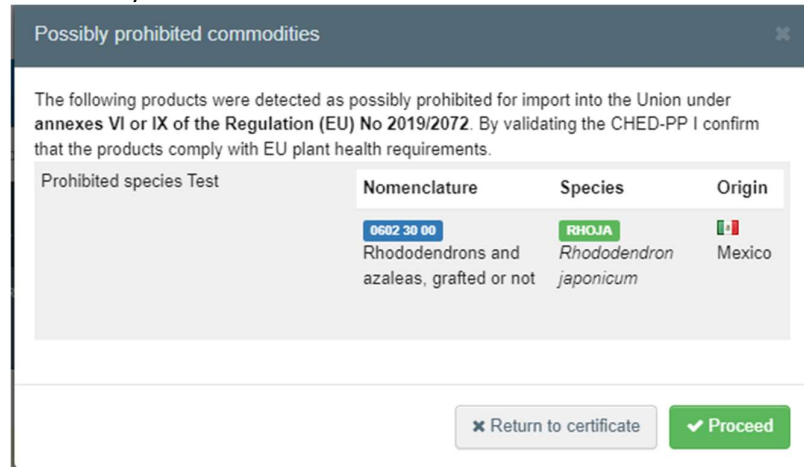 Possibly prohibited commodities
The following products were detected as possibly prohibited for import into the Union under
annexes VI or IX of the Regulation (EU) No 2019/2072. By validating the CHED-PP I confirm
that the products comply with EU plant health requirements.
Prohibited species Test
Nomenclature Species Origin
0602 30 00 RHOJA
Rhododendrons and Rhododendron Mexico
azaleas, grafted or not japonicum
Return to certificate Proceed